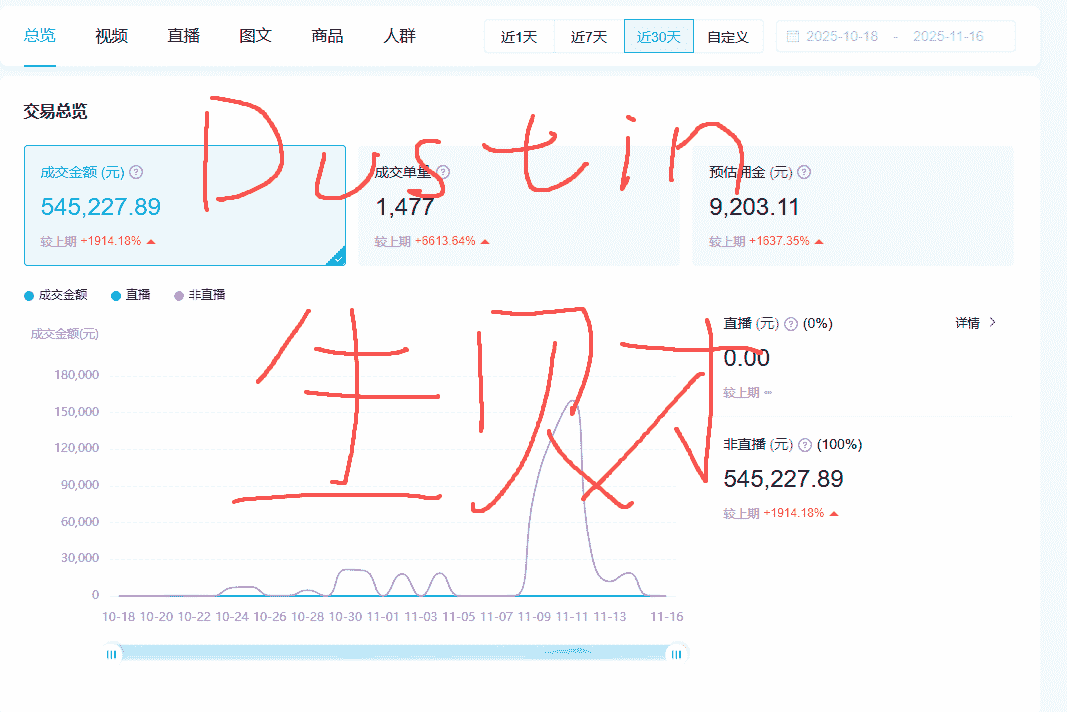 总览 视频 直播 图文 商品 人群 近1天 近7天 近30天 自定义 2025-10-18 - 2025-11-16
交易总览
Dustin
成交金额 (元) ? 成交单量 ? 预估佣金 (元) ?
545,227.89 1,477 9,203.11
较上期 +1914.18% 较上期 +6613.64% 较上期 +1637.35%
成交金额 直播 非直播
成交金额(元)
直播 (元) ? (0%) 详情
0.00
较上期 ∞
非直播 (元) ? (100%)
545,227.89
较上期 +1914.18%
180,000
150,000
120,000
90,000
60,000
30,000
0
10-18 10-20 10-22 10-24 10-26 10-28 10-30 11-01 11-03 11-05 11-07 11-09 11-11 11-13 11-16